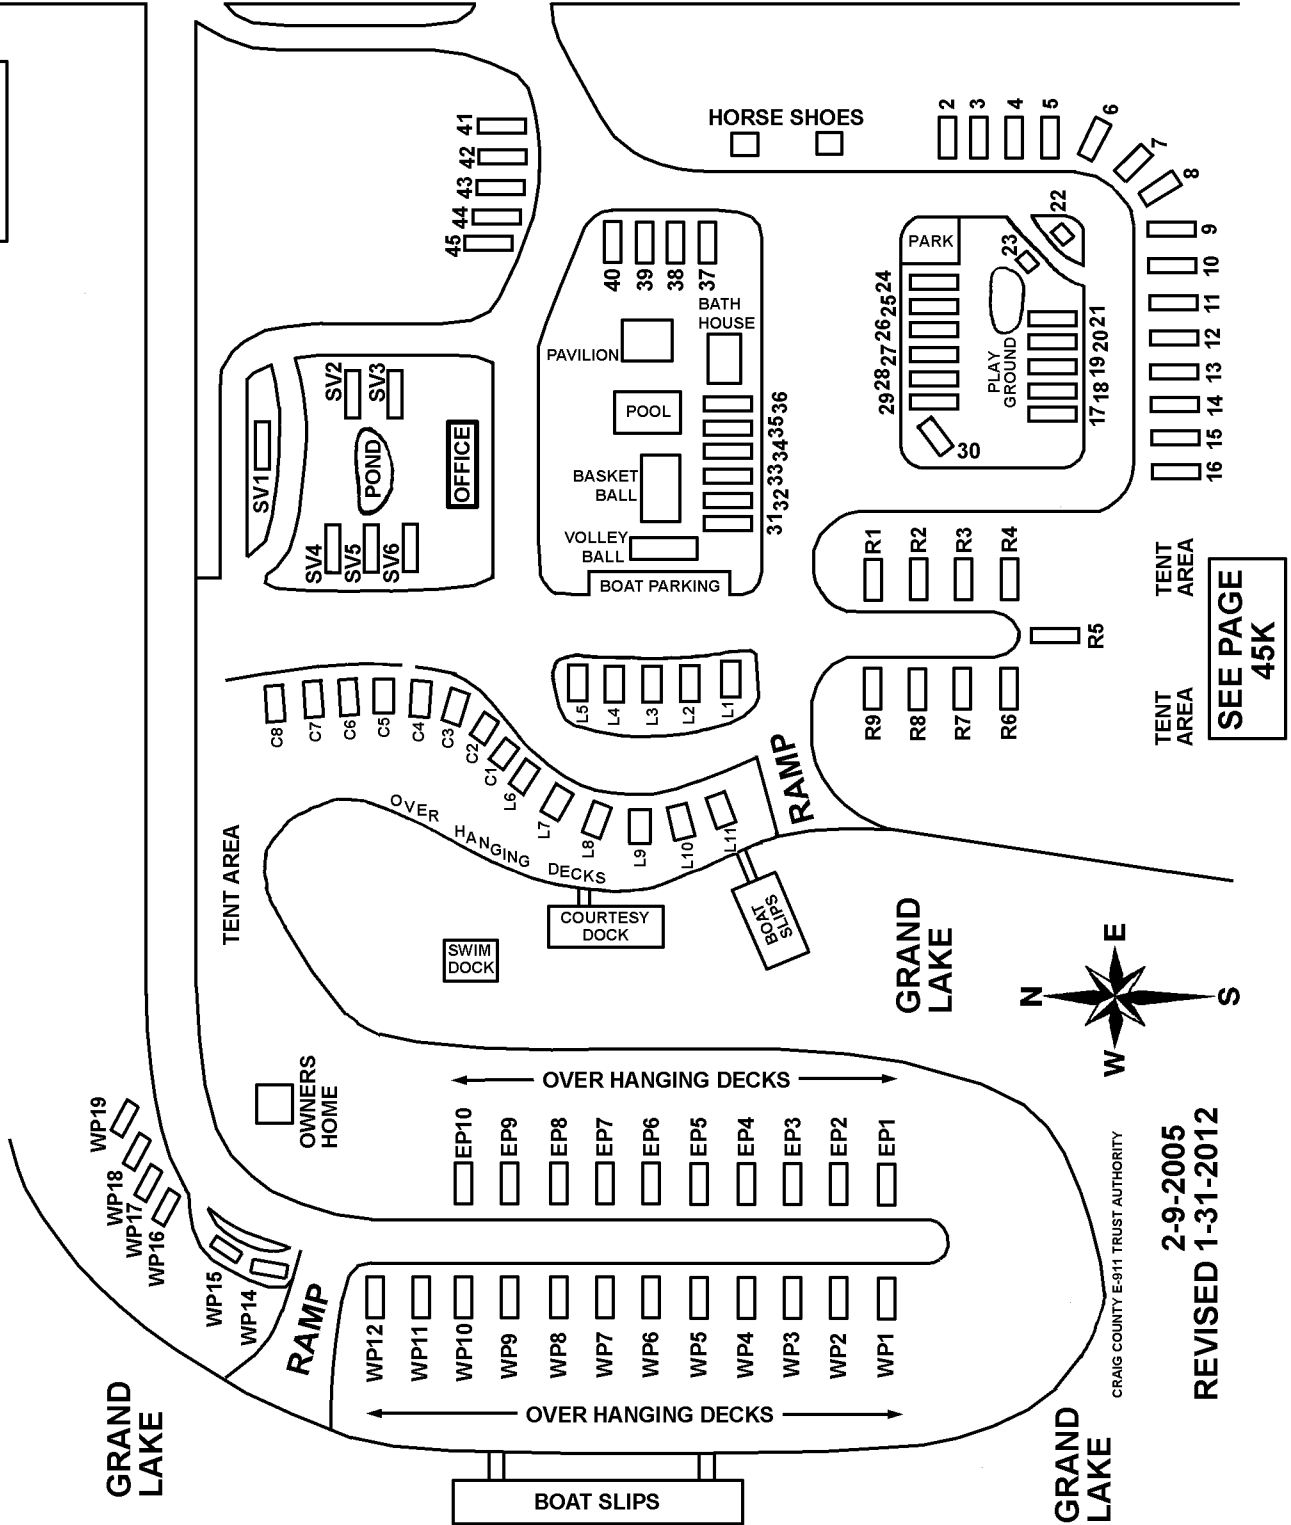 41
42
43
44
45
HORSE SHOES
2
3
4
5
6
7
8
9
10
11
12
13
14
15
16
22
23
PARK
24
25
26
27
28
29
30
PLAY
GROUND
21
20
19
18
17
40
39
38
37
BATH
HOUSE
PAVILION
POOL
BASKET
BALL
VOLLEY
BALL
BOAT PARKING
36
35
34
33
32
31
SV1
SV2
SV3
POND
OFFICE
SV4
SV5
SV6
R1
R2
R3
R4
R5
R6
R7
R8
R9
TENT
AREA
TENT
AREA
SEE PAGE
45K
C8
C7
C6
C5
C4
C3
C2
C1
L5
L4
L3
L2
L1
L6
L7
L8
L9
L10
L11
RAMP
OVER
HANGING
DECKS
TENT AREA
COURTESY
DOCK
SWIM
DOCK
BOAT
SLIPS
GRAND
LAKE
N
E
S
W
OWNERS
HOME
OVER HANGING DECKS
EP10
EP9
EP8
EP7
EP6
EP5
EP4
EP3
EP2
EP1
WP19
WP18
WP17
WP16
WP15
WP14
RAMP
WP12
WP11
WP10
WP9
WP8
WP7
WP6
WP5
WP4
WP3
WP2
WP1
OVER HANGING DECKS
BOAT SLIPS
GRAND
LAKE
GRAND
LAKE
CRAIG COUNTY E-911 TRUST AUTHORITY
2-9-2005
REVISED 1-31-2012